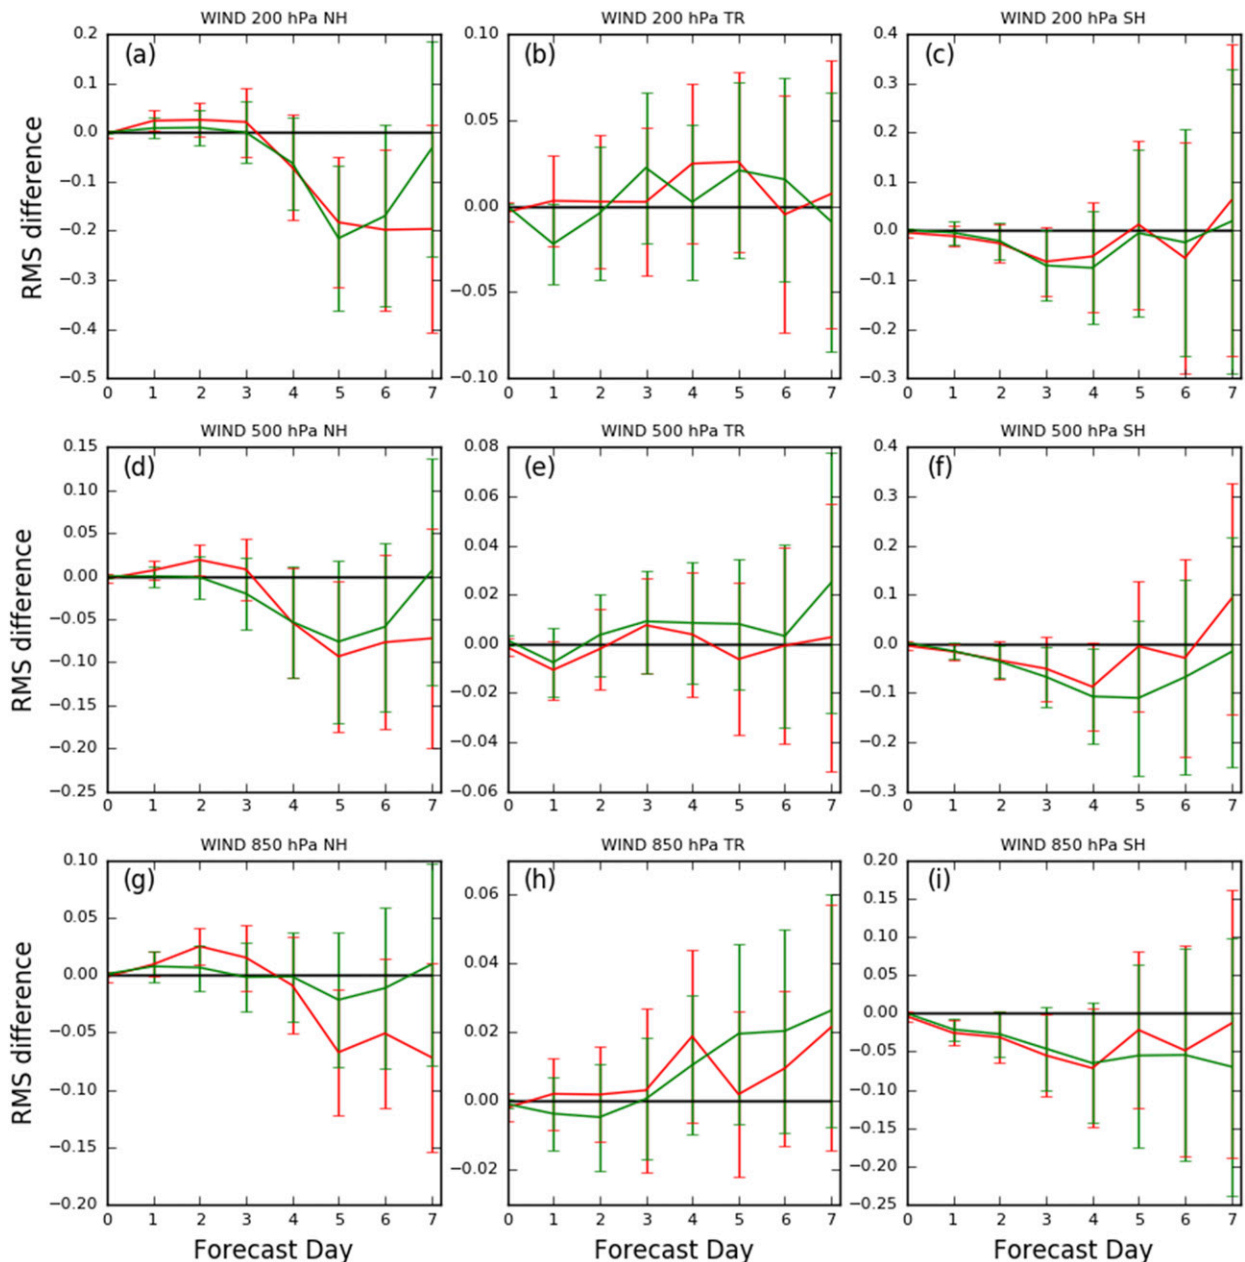 WIND 200 hPa NH
WIND 200 hPa TR
WIND 200 hPa SH
(a)
(b)
(c)
RMS difference
0.2
0.1
0.0
−0.1
−0.2
−0.3
−0.4
−0.5
0 1 2 3 4 5 6 7
0.10
0.05
0.00
−0.05
−0.10
0 1 2 3 4 5 6 7
0.4
0.3
0.2
0.1
0.0
−0.1
−0.2
−0.3
0 1 2 3 4 5 6 7
WIND 500 hPa NH
WIND 500 hPa TR
WIND 500 hPa SH
(d)
(e)
(f)
RMS difference
0.15
0.10
0.05
0.00
−0.05
−0.10
−0.15
−0.20
−0.25
0 1 2 3 4 5 6 7
0.08
0.06
0.04
0.02
0.00
−0.02
−0.04
−0.06
0 1 2 3 4 5 6 7
0.4
0.3
0.2
0.1
0.0
−0.1
−0.2
−0.3
0 1 2 3 4 5 6 7
WIND 850 hPa NH
WIND 850 hPa TR
WIND 850 hPa SH
(g)
(h)
(i)
RMS difference
0.10
0.05
0.00
−0.05
−0.10
−0.15
−0.20
0 1 2 3 4 5 6 7
0.06
0.04
0.02
0.00
−0.02
0 1 2 3 4 5 6 7
0.20
0.15
0.10
0.05
0.00
−0.05
−0.10
−0.15
−0.20
−0.25
0 1 2 3 4 5 6 7
Forecast Day
Forecast Day
Forecast Day